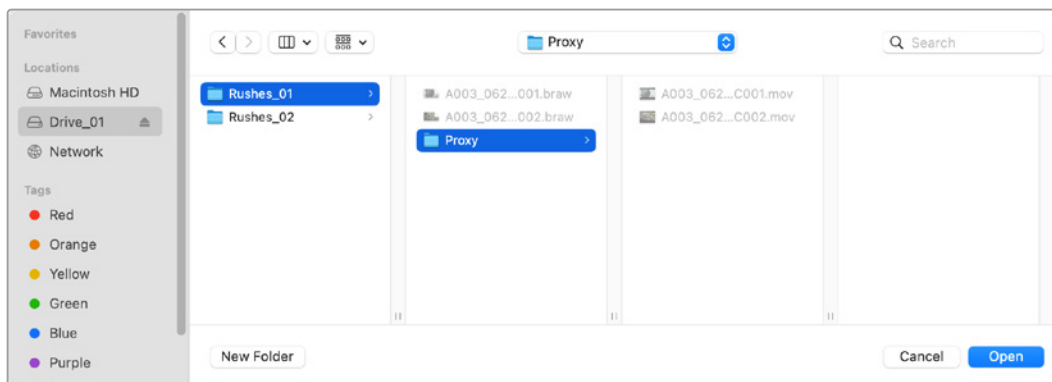 Favorites
Locations
Macintosh HD
Drive_01
Network
Tags
Red
Orange
Yellow
Green
Blue
Purple
Proxy
Search
Rushes_01
Rushes_02
A003_062...001.braw
A003_062...002.braw
Proxy
A003_062...C001.mov
A003_062...C002.mov
New Folder
Cancel
Open